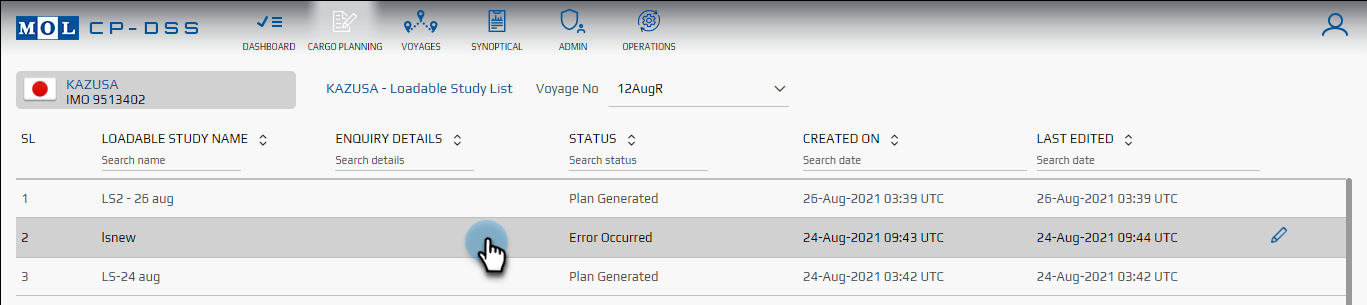 MOL CP-DSS
DASHBOARD CARGO PLANNING VOYAGES SYNOPTICAL ADMIN OPERATIONS
KAZUSA
IMO 9513402
KAZUSA - Loadable Study List Voyage No 12AugR
SL LOADABLE STUDY NAME ENQUIRY DETAILS STATUS CREATED ON LAST EDITED
Search name Search details Search status Search date Search date
1 LS2 - 26 aug Plan Generated 26-Aug-2021 03:39 UTC 26-Aug-2021 03:39 UTC
2 lsnew Error Occurred 24-Aug-2021 09:43 UTC 24-Aug-2021 09:44 UTC
3 LS-24 aug Plan Generated 24-Aug-2021 03:42 UTC 24-Aug-2021 03:42 UTC